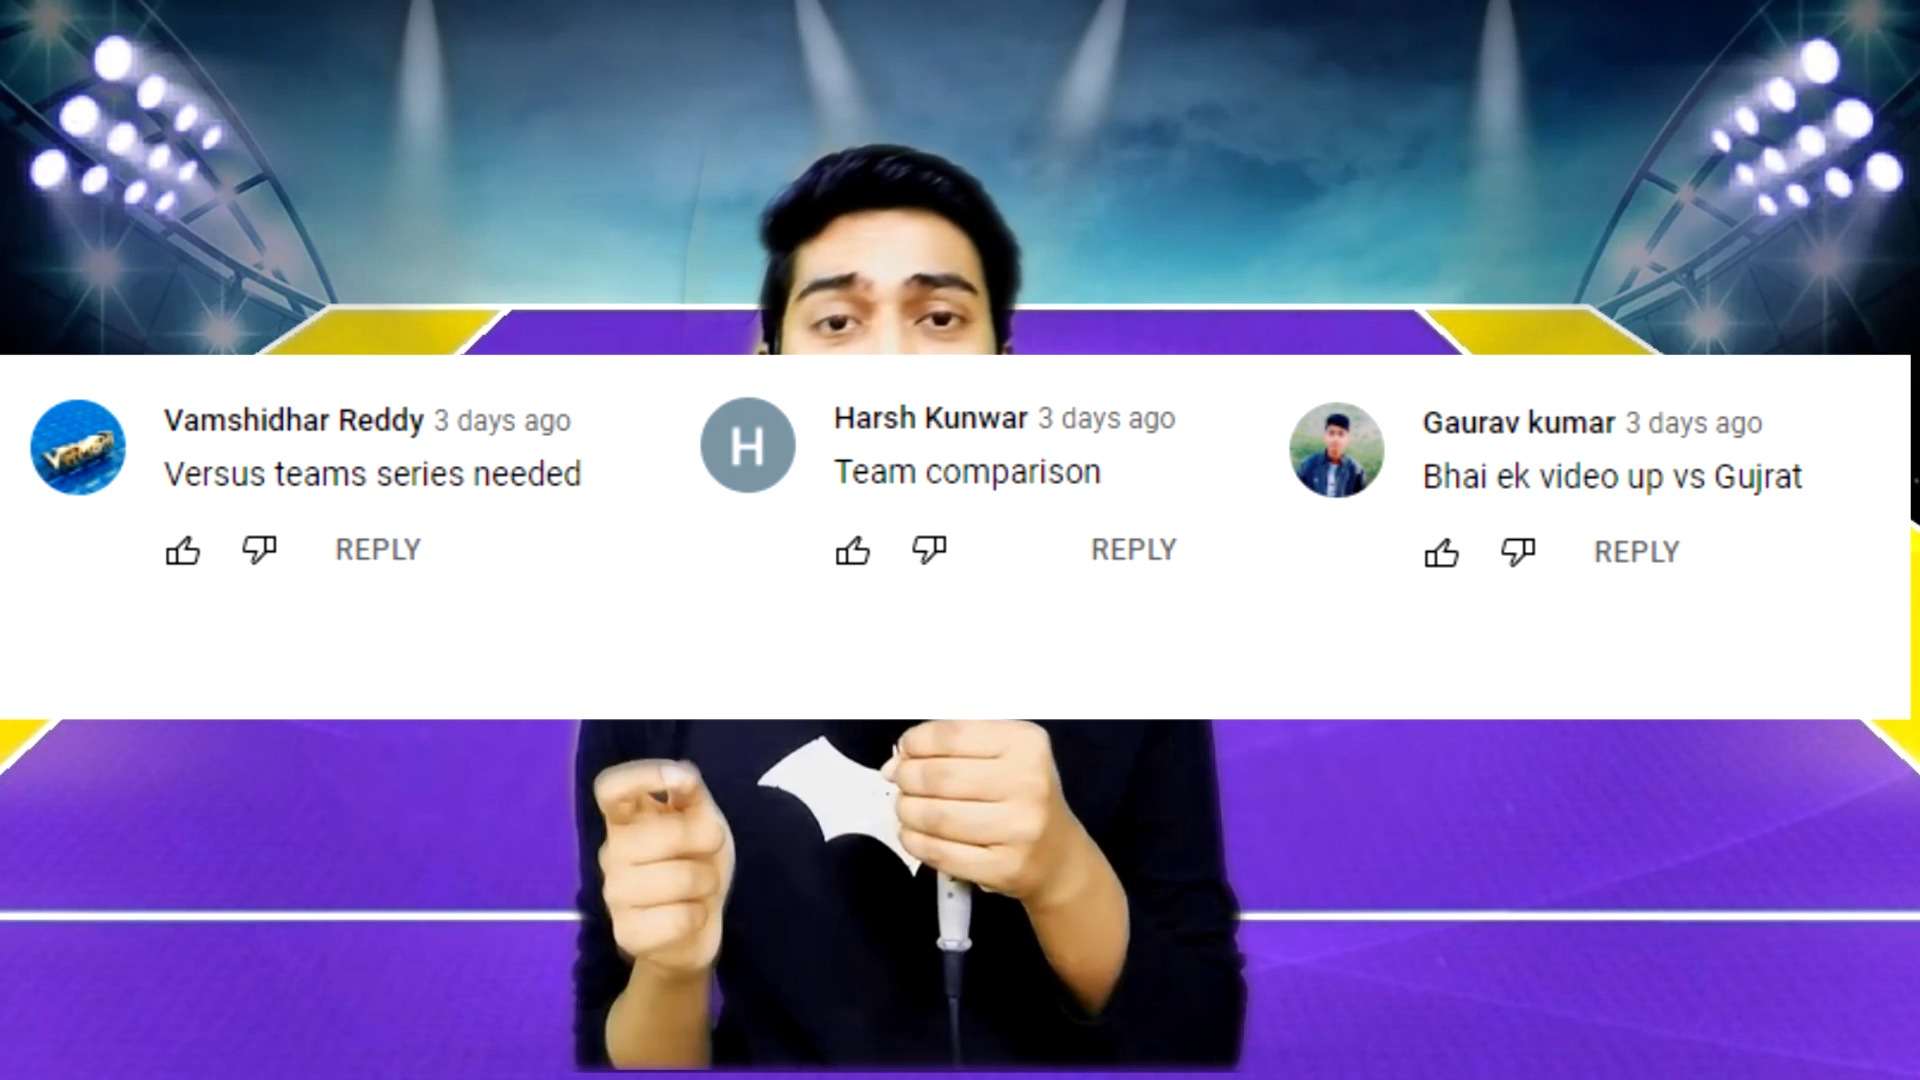 Vamshidhar Reddy 3 days ago
Versus teams series needed
REPLY
H
Harsh Kunwar 3 days ago
Team comparison
REPLY
Gaurav kumar 3 days ago
Bhai ek video up vs Gujrat
REPLY